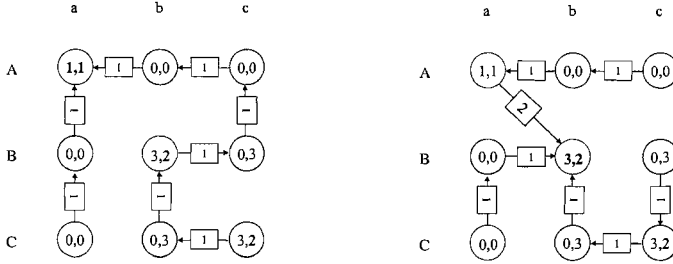 a b c a b c
A 1,1 1 0,0 1 0,0 A 1,1 1 0,0 1 0,0
1 1 2
B 0,0 3,2 1 0,3 B 0,0 1 3,2 0,3
1 1 1 1 1
C 0,0 0,3 1 3,2 C 0,0 0,3 1 3,2